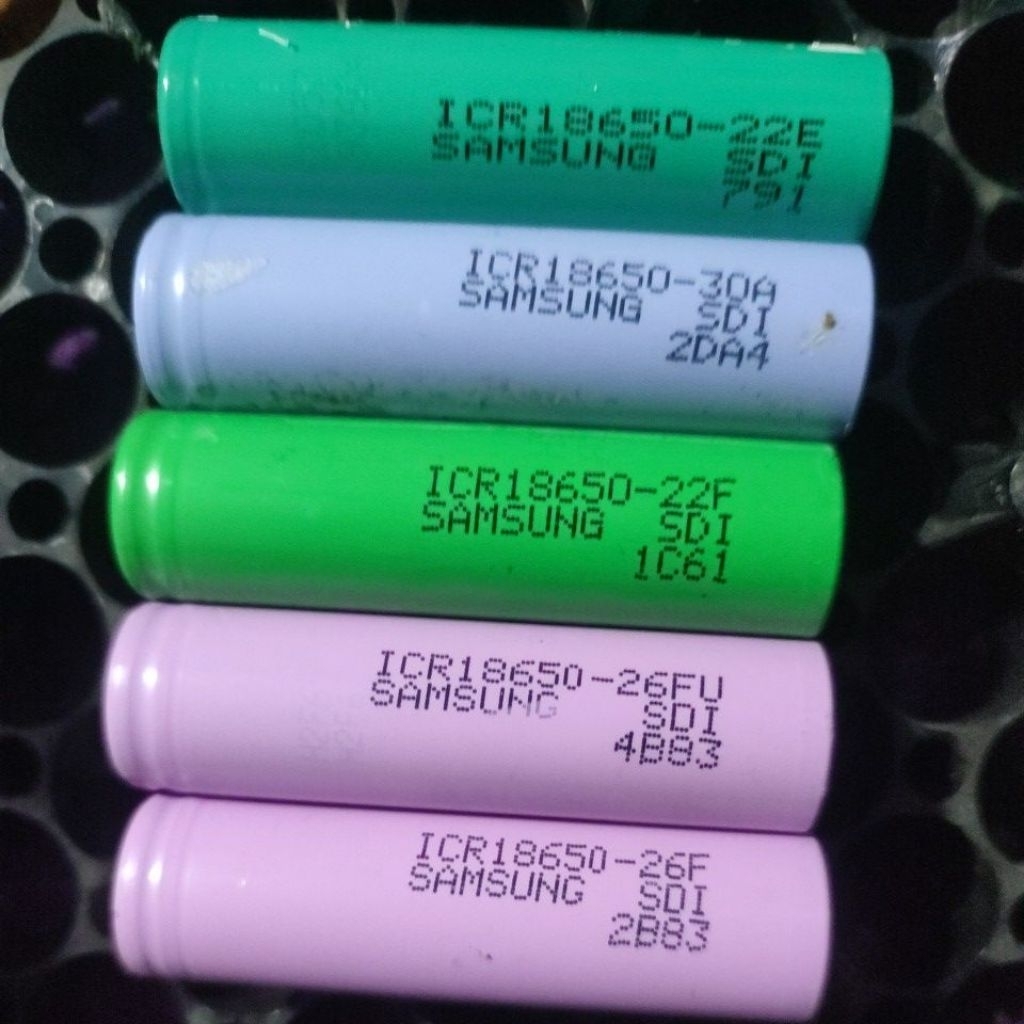 ICR18650-22E
SAMSUNG SDI
791
ICR18650-30A
SAMSUNG SDI
2DA4
ICR18650-22F
SAMSUNG SDI
1C61
ICR18650-26FU
SAMSUNG SDI
4B83
ICR18650-26F
SAMSUNG SDI
2B83